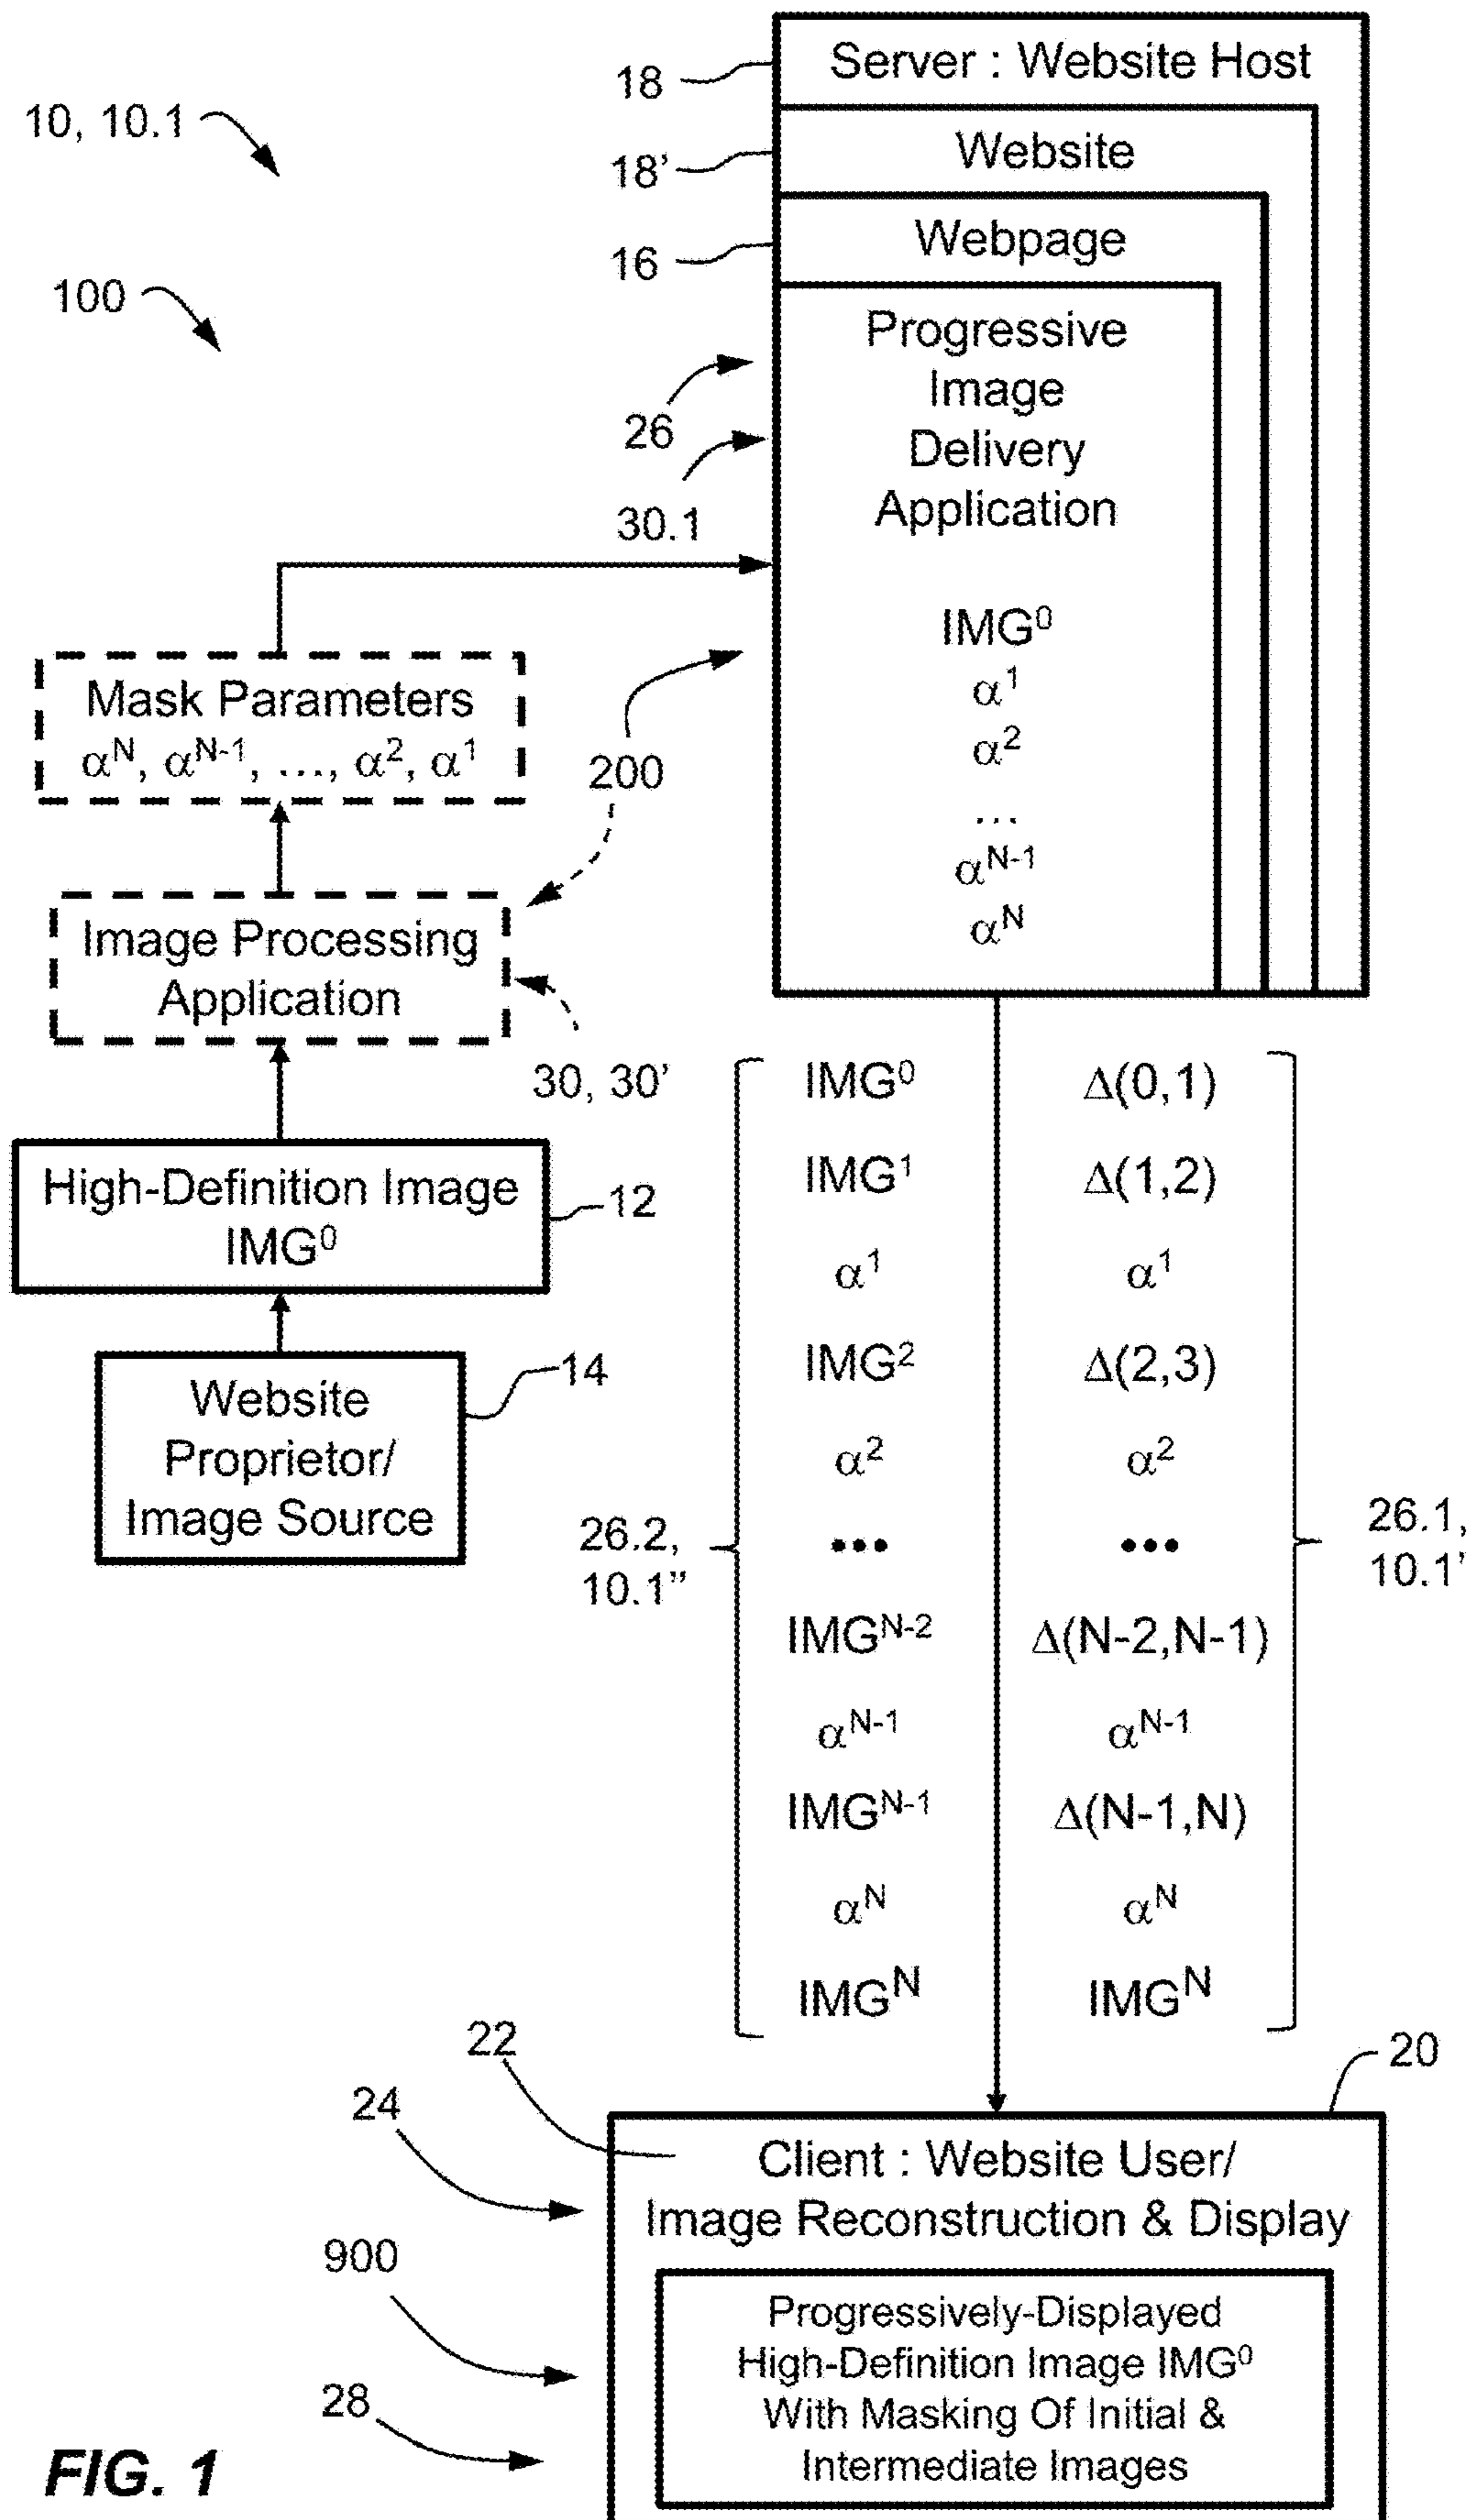 Server : Website Host
18
10, 10.1
Website
18’
Webpage
16
100
Progressive
Image
Delivery
Application
26
30.1
IMG⁰
α¹
α²
...
αᴺ⁻¹
αᴺ
Mask Parameters
αᴺ, αᴺ⁻¹, ..., α², α¹
200
Image Processing
Application
30, 30’
High-Definition Image
IMG⁰
12
Website
Proprietor/
Image Source
14
IMG⁰ Δ(0,1)
IMG¹ Δ(1,2)
α¹ α¹
IMG² Δ(2,3)
α² α²
... ...
26.2,
10.1”
26.1,
10.1’
IMGᴺ⁻² Δ(N-2,N-1)
αᴺ⁻¹ αᴺ⁻¹
IMGᴺ⁻¹ Δ(N-1,N)
αᴺ αᴺ
IMGᴺ IMGᴺ
22
20
24
Client : Website User/
Image Reconstruction & Display
900
Progressively-Displayed
High-Definition Image IMG⁰
With Masking Of Initial &
Intermediate Images
28
FIG. 1